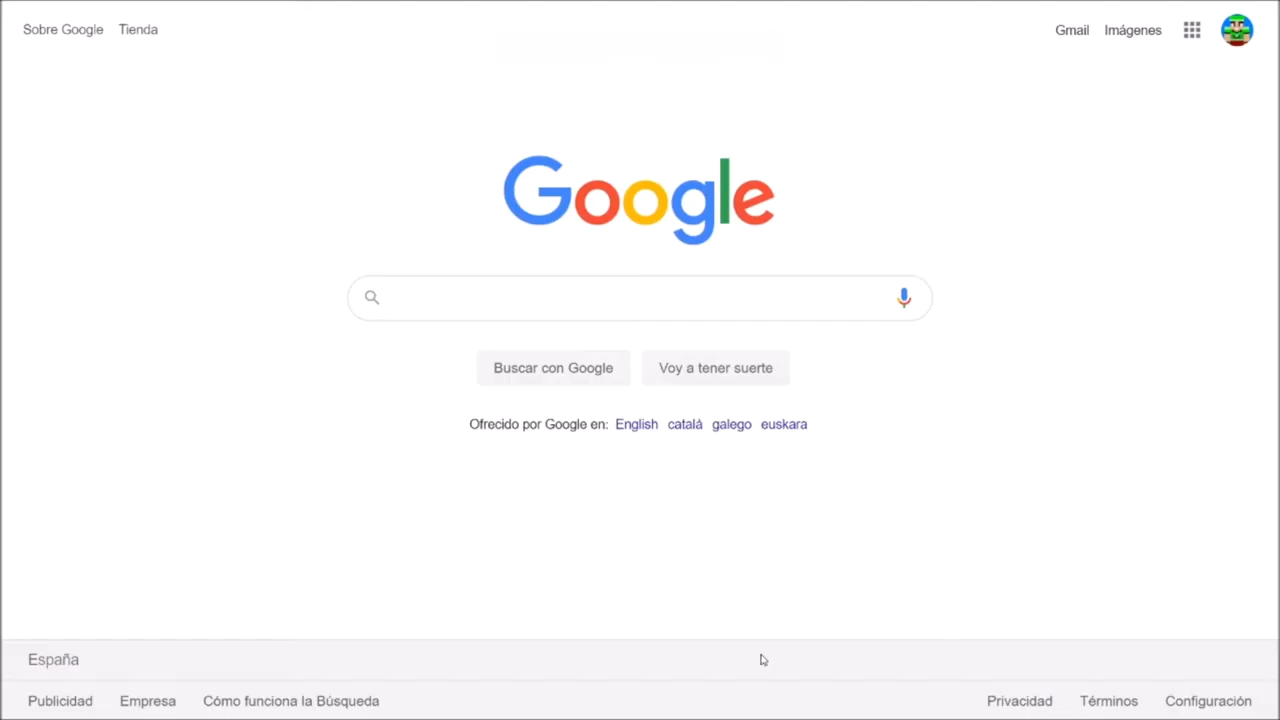 Sobre Google Tienda Gmail Imágenes
Google
Buscar con Google Voy a tener suerte
Ofrecido por Google en: English català galego euskara
España
Publicidad Empresa Cómo funciona la Búsqueda Privacidad Términos Configuración